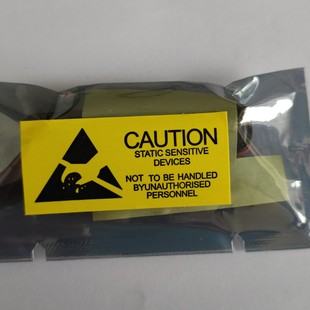 CAUTION
STATIC SENSITIVE
DEVICES
NOT TO BE HANDLED
BYUNAUTHORISED
PERSONNEL